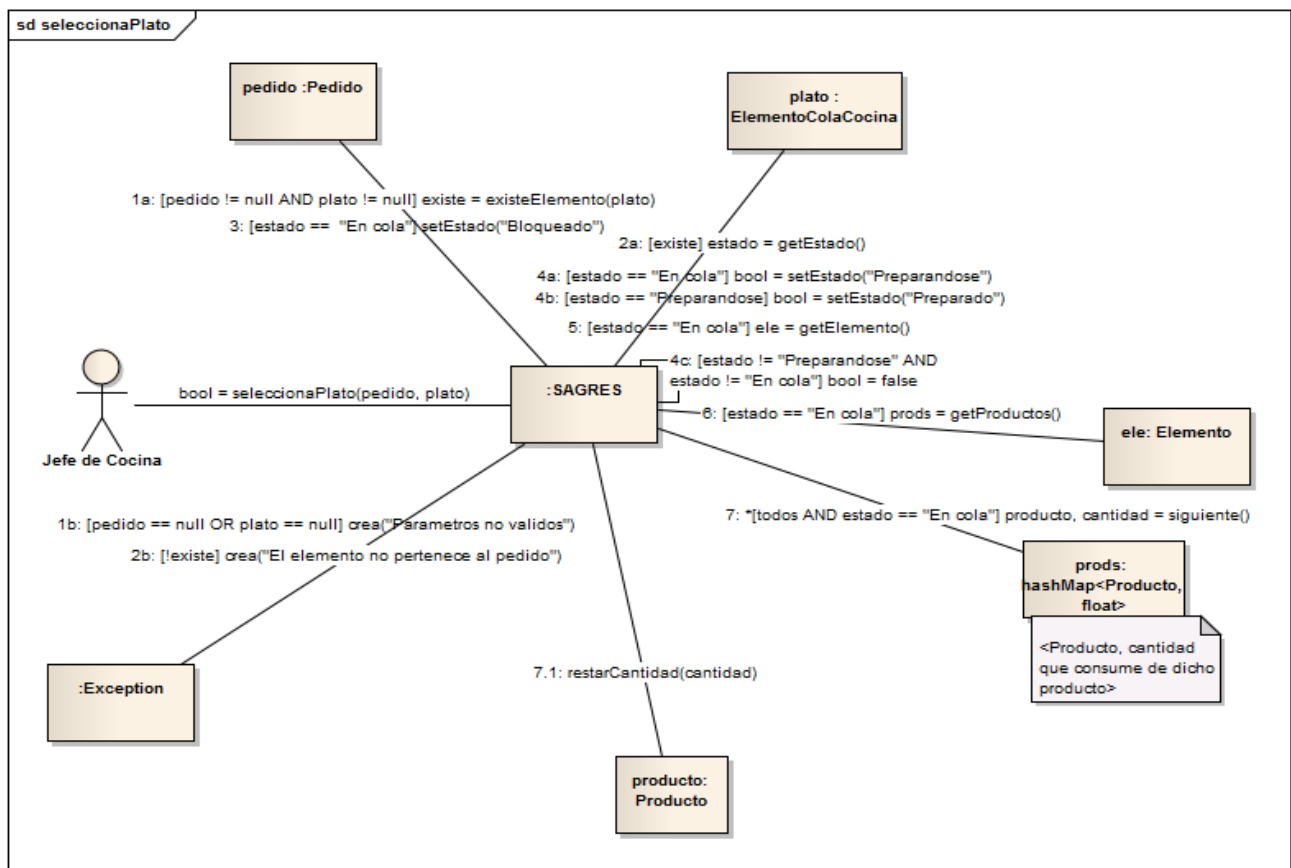 sd seleccionaPlato
pedido :Pedido
plato :
ElementoColaCocina
1a: [pedido != null AND plato != null] existe = existeElemento(plato)
3: [estado == "En cola"] setEstado("Bloqueado")
2a: [existe] estado = getEstado()
4a: [estado == "En cola"] bool = setEstado("Preparandose")
4b: [estado == "Preparandose] bool = setEstado("Preparado")
5: [estado == "En cola"] ele = getElemento()
4c: [estado != "Preparandose" AND
estado != "En cola"] bool = false
:SAGRES
bool = seleccionaPlato(pedido, plato)
6: [estado == "En cola"] prods = getProductos()
ele: Elemento
Jefe de Cocina
1b: [pedido == null OR plato == null] crea("Parametros no validos")
2b: [!existe] crea("El elemento no pertenece al pedido")
7: *[todos AND estado == "En cola"] producto, cantidad = siguiente()
prods:
hashMap<Producto,
float>
<Producto, cantidad
que consume de dicho
producto>
:Exception
7.1: restarCantidad(cantidad)
producto:
Producto